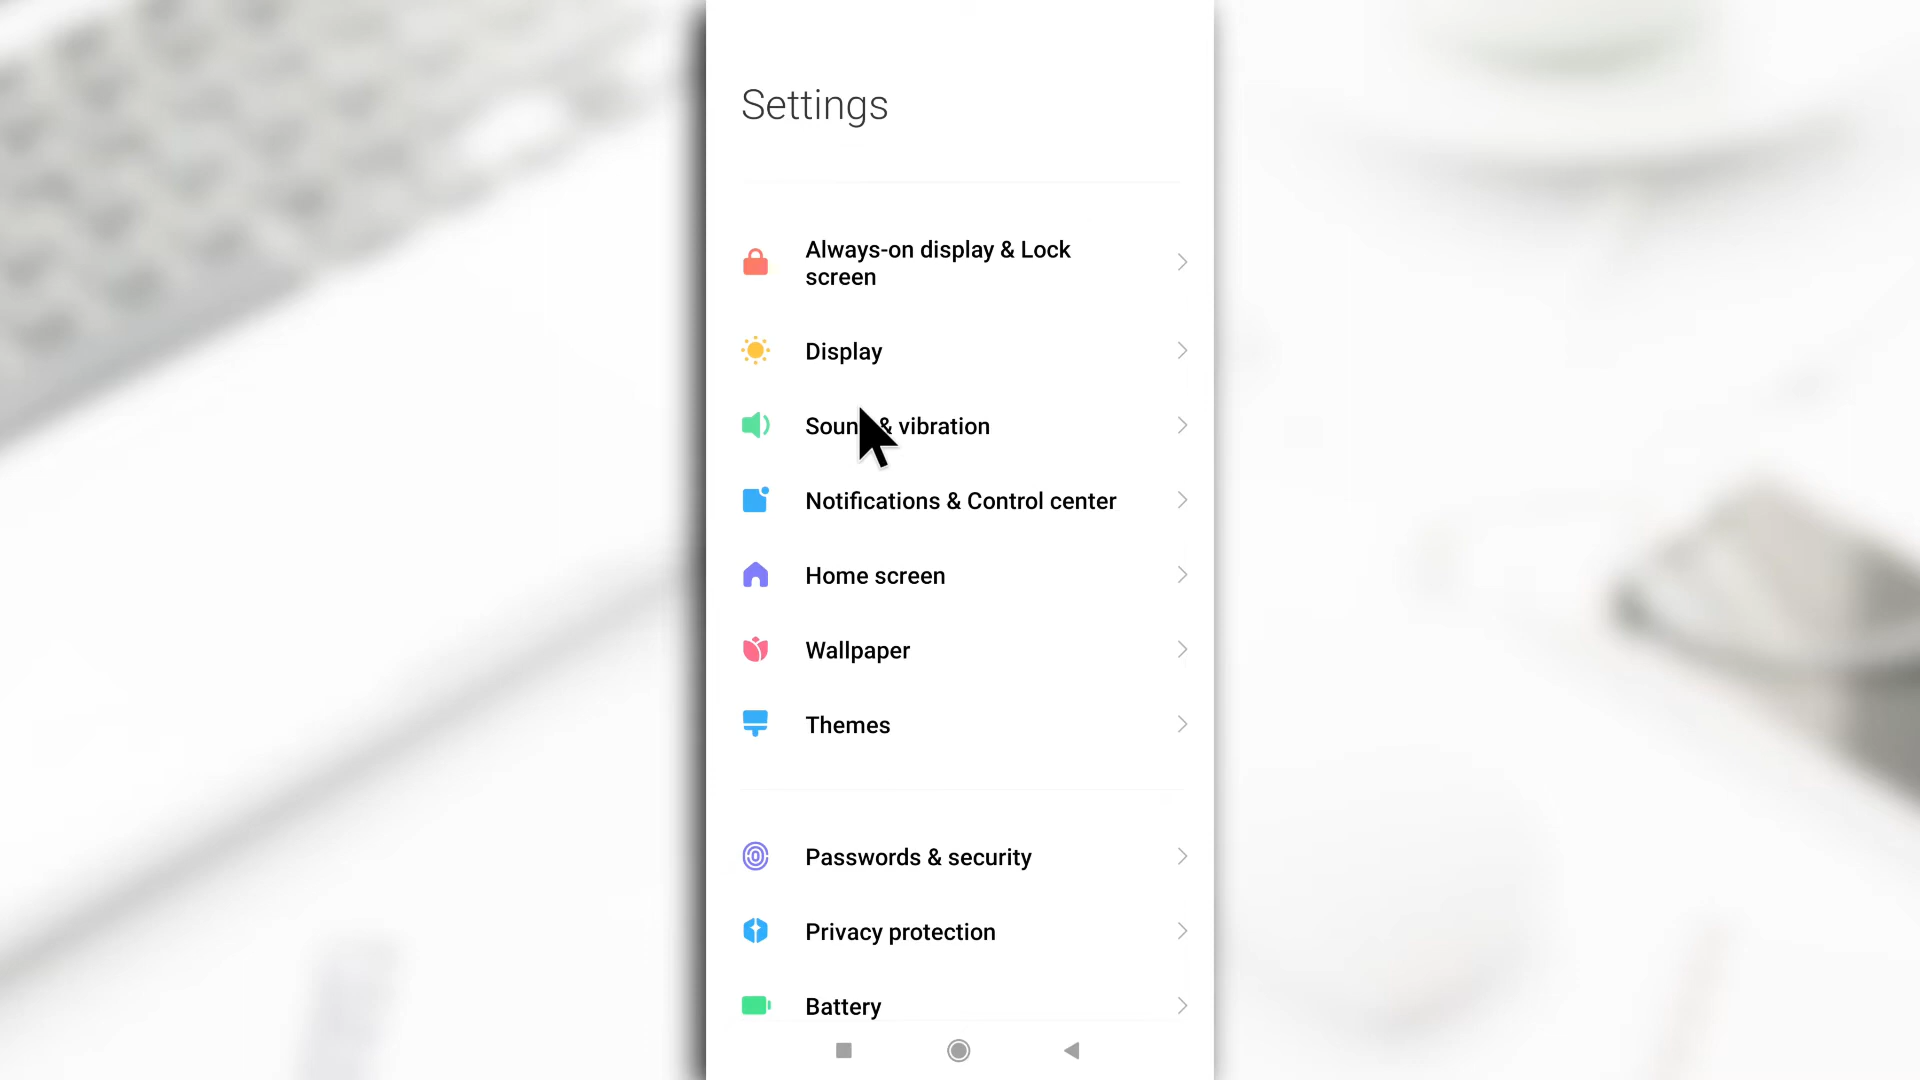 Settings
Always-on display & Lock
screen
Display
Sound & vibration
Notifications & Control center
Home screen
Wallpaper
Themes
Passwords & security
Privacy protection
Battery